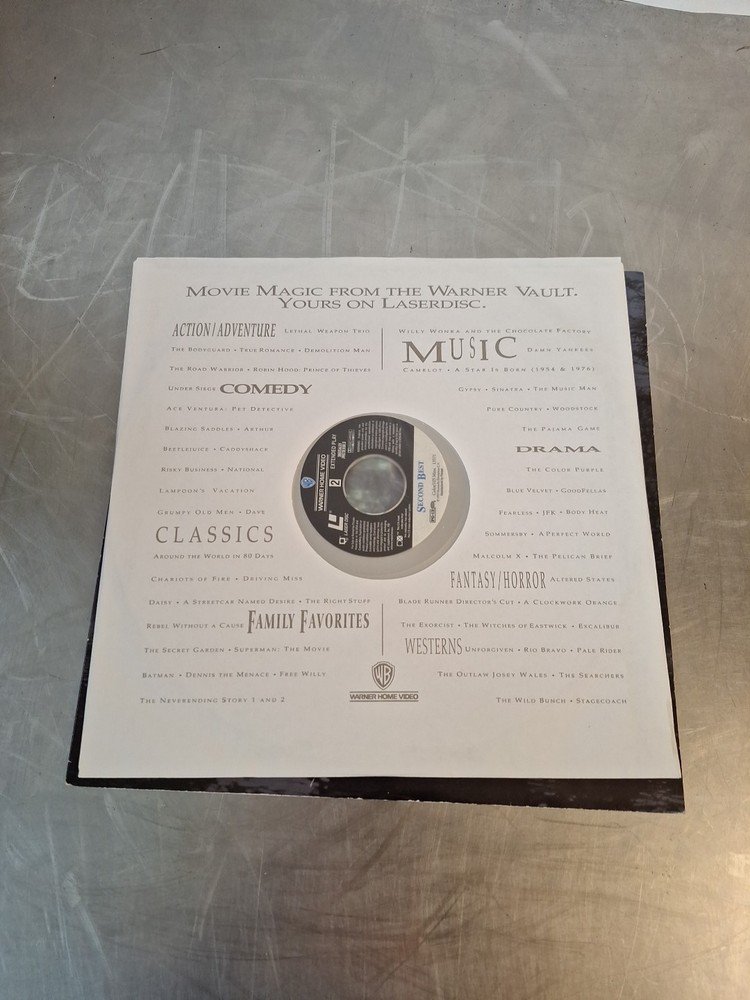 Movie Magic from the Warner Vault.
Yours on Laserdisc.
ACTION/ADVENTURE Lethal Weapon Trio
The Bodyguard • True Romance • Demolition Man
The Road Warrior • Robin Hood: Prince of Thieves
Under Siege COMEDY
Ace Ventura: Pet Detective
Blazing Saddles • Arthur
Beetlejuice • Caddyshack
Risky Business • National
Lampoon's Vacation
Grumpy Old Men • Dave
CLASSICS
Around the World in 80 Days
Chariots of Fire • Driving Miss
Daisy • A Streetcar Named Desire • The Right Stuff
Rebel Without a Cause FAMILY FAVORITES
The Secret Garden • Superman: The Movie
Batman • Dennis the Menace • Free Willy
The Neverending Story 1 and 2
Willy Wonka and the Chocolate Factory
MUSIC Damn Yankees
Camelot • A Star Is Born (1954 & 1976)
Gypsy • Sinatra • The Music Man
Pure Country • Woodstock
The Pajama Game
DRAMA
The Color Purple
Blue Velvet • GoodFellas
Fearless • JFK • Body Heat
Sommersby • A Perfect World
Malcolm X • The Pelican Brief
FANTASY/HORROR Altered States
Blade Runner Director's Cut • A Clockwork Orange
The Exorcist • The Witches of Eastwick • Excalibur
WESTERNS Unforgiven • Rio Bravo • Pale Rider
The Outlaw Josey Wales • The Searchers
The Wild Bunch • Stagecoach
WB
WARNER HOME VIDEO
WARNER HOME VIDEO
2
EXTENDED PLAY
LASER DISC
SECOND BEST